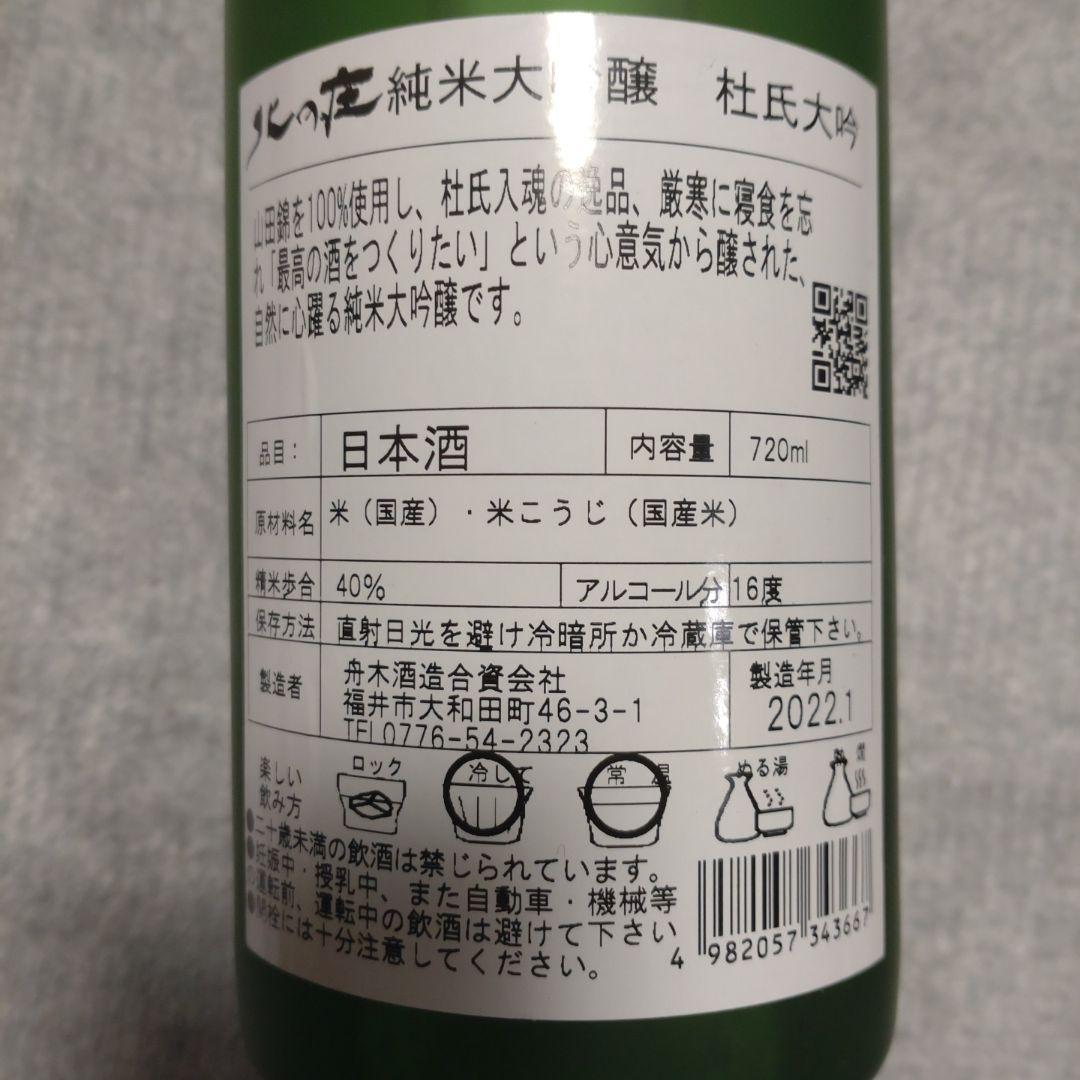 北の庄 純米大吟醸 杜氏大吟
山田錦を100%使用し、杜氏入魂の逸品、厳寒に寝食を忘
れ「最高の酒をつくりたい」という心意気から醸された、
自然に心躍る純米大吟醸です。
品目： 日本酒 内容量 720ml
原材料名 米（国産）・米こうじ（国産米）
精米歩合 40% アルコール分 16度
保存方法 直射日光を避け冷暗所か冷蔵庫で保管下さい。
製造者 舟木酒造合資会社 製造年月
福井市大和田町46-3-1 2022.1
TEL0776-54-2323
楽しい飲み方 ロック 冷して 常温 ぬる湯 燗
●二十歳未満の飲酒は禁じられています。
●妊娠中・授乳中、また自動車・機械等
の運転前、運転中の飲酒は避けて下さい
●開栓には十分注意してください。
4 982057 343667